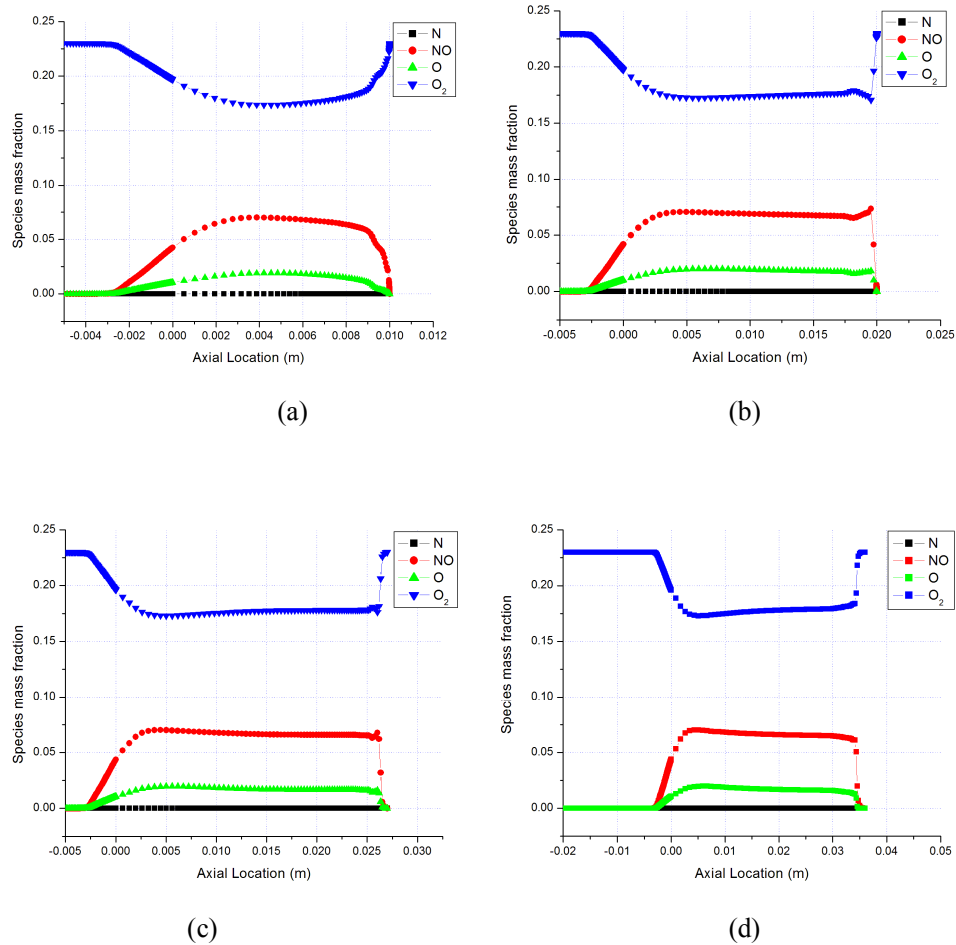 0.25
0.20
0.15
0.10
0.05
0.00
Species mass fraction
-0.004 -0.002 0.000 0.002 0.004 0.006 0.008 0.010 0.012
Axial Location (m)
N
NO
O
O2
(a)
0.25
0.20
0.15
0.10
0.05
0.00
Species mass fraction
-0.005 0.000 0.005 0.010 0.015 0.020 0.025
Axial Location (m)
N
NO
O
O2
(b)
0.25
0.20
0.15
0.10
0.05
0.00
Species mass fraction
-0.005 0.000 0.005 0.010 0.015 0.020 0.025 0.030
Axial Location (m)
N
NO
O
O2
(c)
0.25
0.20
0.15
0.10
0.05
0.00
Species mass fraction
-0.02 -0.01 0.00 0.01 0.02 0.03 0.04 0.05
Axial Location (m)
N
NO
O
O2
(d)